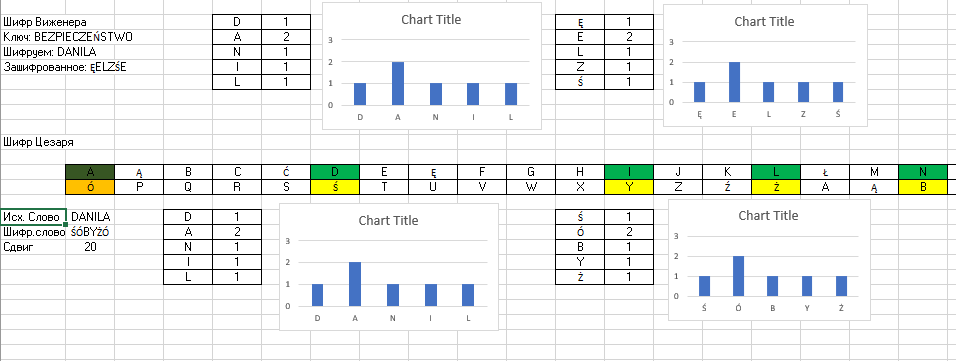 Шифр Виженера
Ключ: BEZPIECZEŃSTWO
Шифруем: DANILA
Зашифрованное: ęELZśE
D 1
A 2
N 1
I 1
L 1
Chart Title
3
2
1
0
D A N I L
Ę 1
E 2
L 1
Z 1
Ś 1
Chart Title
3
2
1
0
Ę E L Z Ś
Шифр Цезаря
A Ą B C Ć D E Ę F G H I J K L Ł M N
Ó P Q R S Ś T U V W X Y Z Ź Ż A Ą B
Исх. Слово DANILA
Шифр.слово śóBYżó
Сдвиг 20
D 1
A 2
N 1
I 1
L 1
Chart Title
3
2
1
0
D A N I L
Ś 1
Ó 2
B 1
Y 1
Ż 1
Chart Title
3
2
1
0
Ś Ó B Y Ż